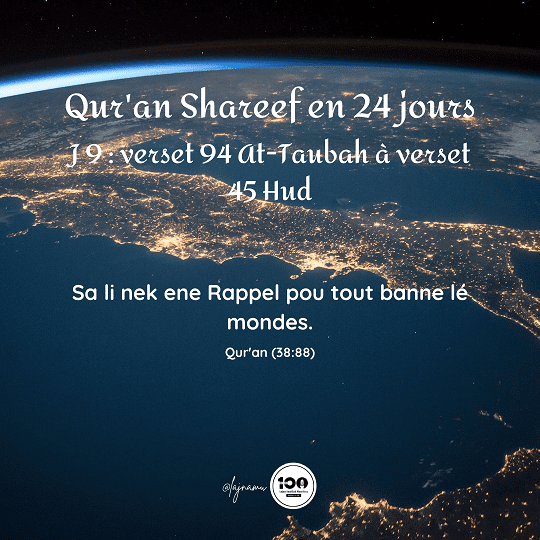 Qur'an Shareef en 24 jours
J 9 : verset 94 At-Taubah à verset
45 Hud
Sa li nek ene Rappel pou tout banne lé
mondes.
Qur'an (38:88)
@lajnamu
100